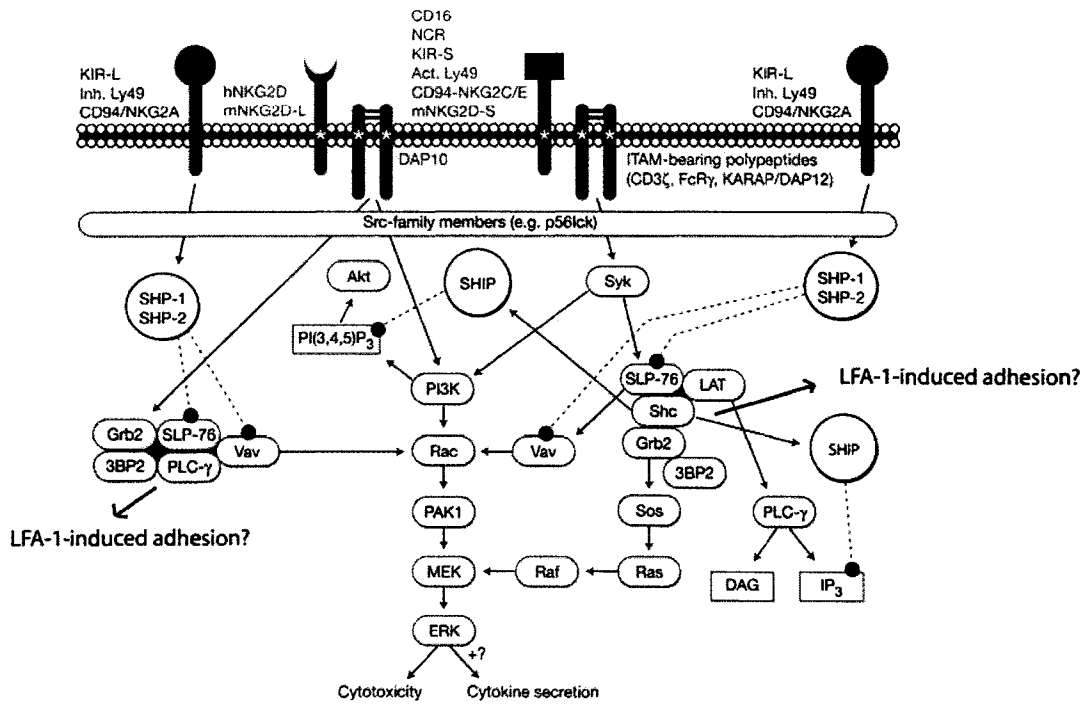 CD16
NCR
KIR-S
Act. Ly49
CD94-NKG2C/E
mNKG2D-S
KIR-L
Inh. Ly49
CD94/NKG2A
hNKG2D
mNKG2D-L
KIR-L
Inh. Ly49
CD94/NKG2A
DAP10
ITAM-bearing polypeptides
(CD3ζ, FcRγ, KARAP/DAP12)
Src-family members (e.g. p56lck)
SHP-1
SHP-2
Akt
SHIP
Syk
SHP-1
SHP-2
PI(3,4,5)P3
PI3K
SLP-76
LAT
LFA-1-induced adhesion?
Shc
Grb2
SLP-76
3BP2
PLC-γ
Vav
Rac
Vav
Grb2
3BP2
SHIP
LFA-1-induced adhesion?
PAK1
Sos
PLC-γ
MEK
Raf
Ras
DAG
IP3
ERK
+?
Cytotoxicity
Cytokine secretion